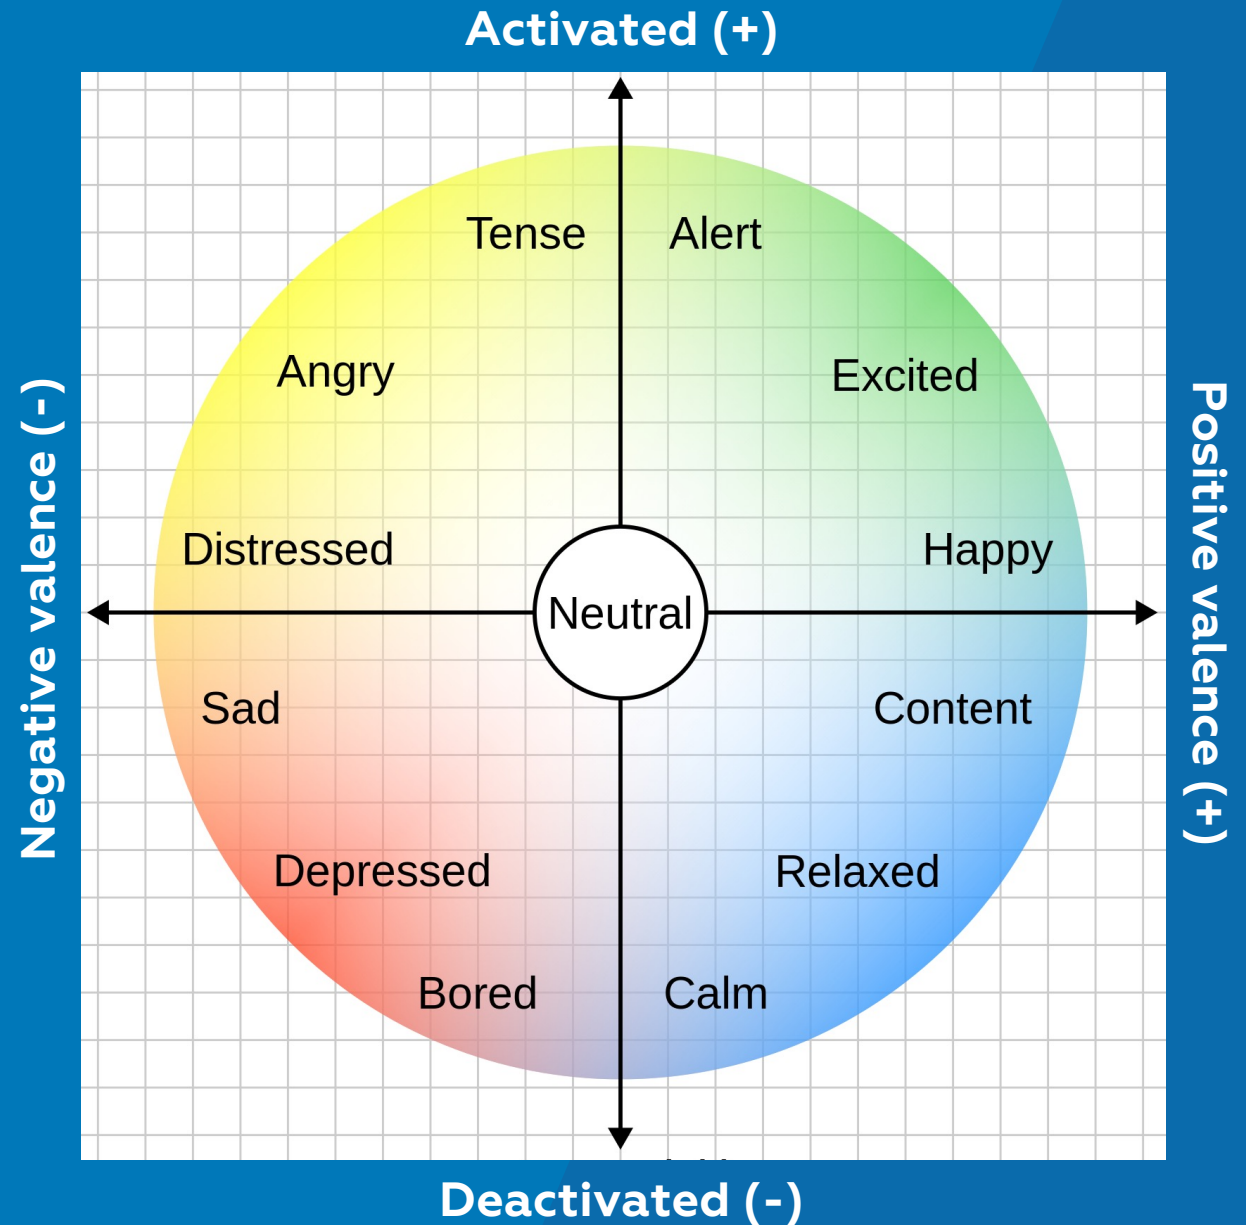 Activated (+)
Tense
Alert
Angry
Excited
Negative valence (-)
Positive valence (+)
Distressed
Happy
Neutral
Sad
Content
Depressed
Relaxed
Bored
Calm
Deactivated (-)